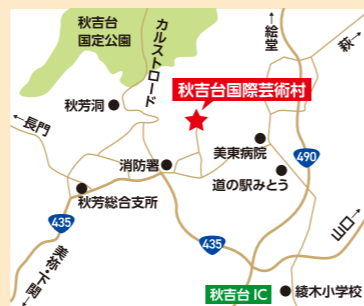 秋吉台
国定公園
カルストロード
←絵堂
萩→
秋芳洞
秋吉台国際芸術村
←長門
消防署
美東病院
490
道の駅みとう
秋芳総合支所
435
435
山口→
美祢・下関
↓
秋吉台 IC
綾木小学校